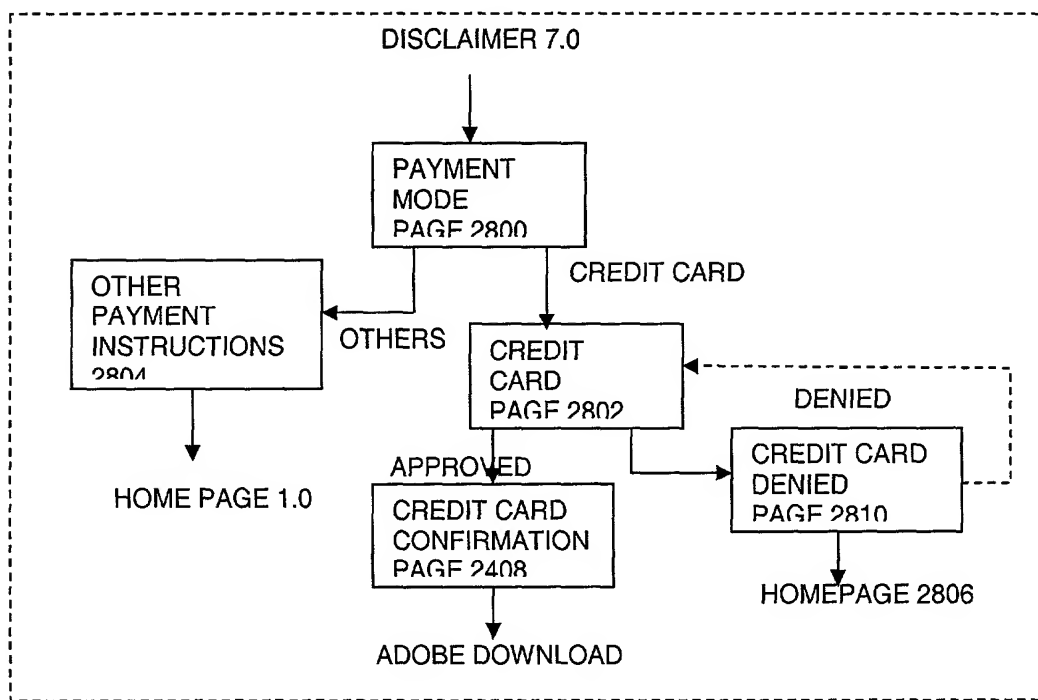 DISCLAIMER 7.0
PAYMENT
MODE
PAGE 2800
CREDIT CARD
OTHER
PAYMENT
INSTRUCTIONS
2804
OTHERS
CREDIT
CARD
PAGE 2802
DENIED
APPROVED
CREDIT CARD
DENIED
PAGE 2810
HOME PAGE 1.0
CREDIT CARD
CONFIRMATION
PAGE 2408
HOMEPAGE 2806
ADOBE DOWNLOAD